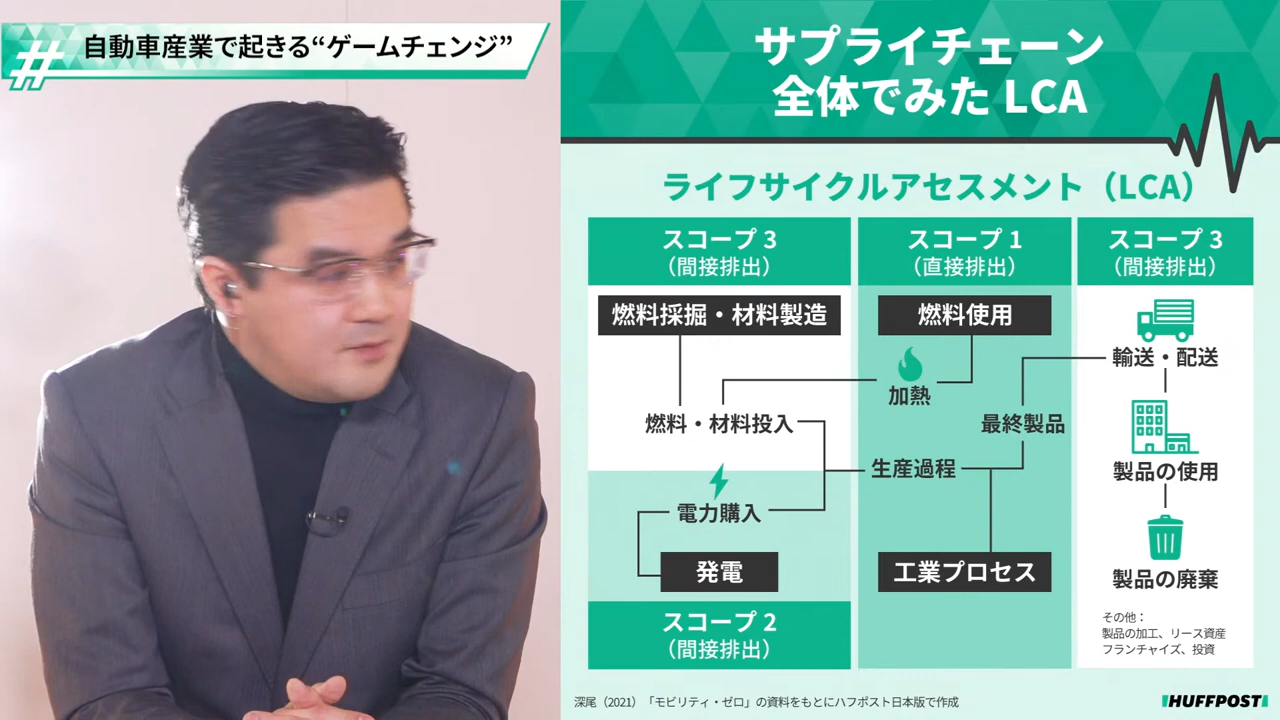 #
自動車産業で起きる“ゲームチェンジ”
サプライチェーン
全体でみた LCA
ライフサイクルアセスメント（LCA）
スコープ 3
（間接排出）
燃料採掘・材料製造
燃料・材料投入
電力購入
発電
スコープ 2
（間接排出）
スコープ 1
（直接排出）
燃料使用
加熱
最終製品
生産過程
工業プロセス
スコープ 3
（間接排出）
輸送・配送
製品の使用
製品の廃棄
その他：
製品の加工、リース資産
フランチャイズ、投資
深尾（2021）「モビリティ・ゼロ」の資料をもとにハフポスト日本版で作成
HUFFPOST